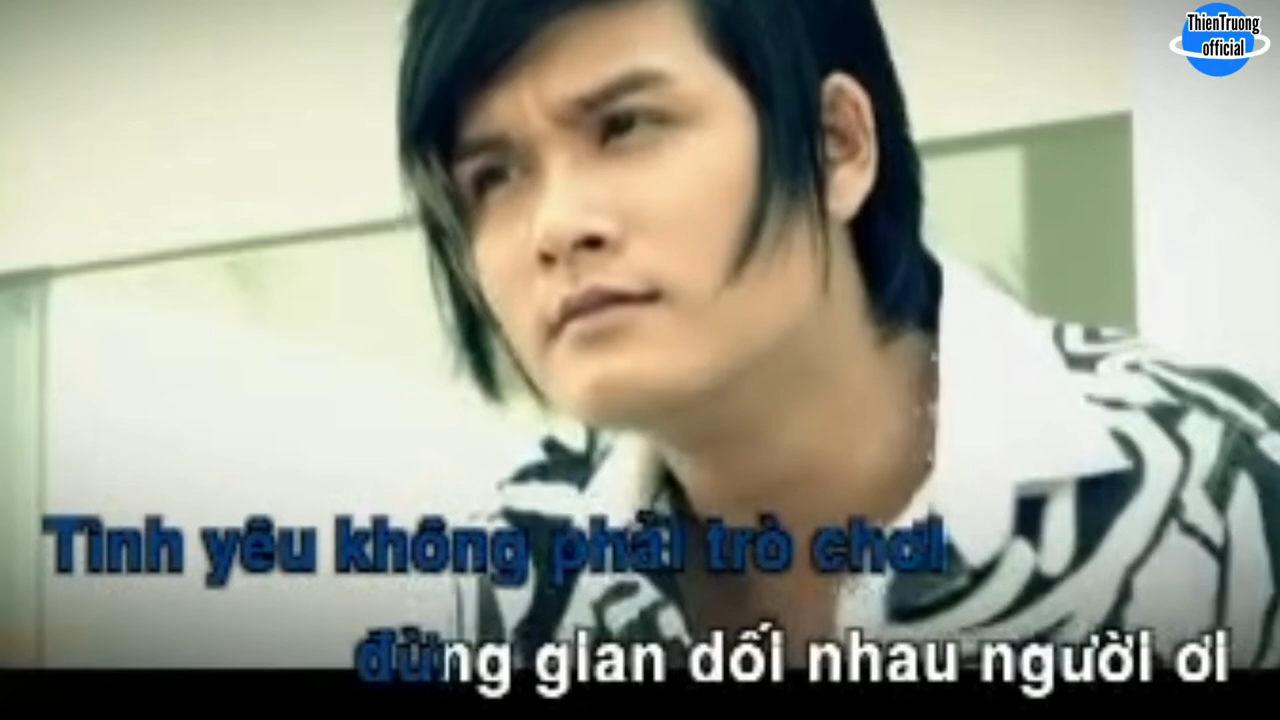 ThienTruong
official
Tình yêu không phải trò chơi
đừng gian dối nhau người ơi